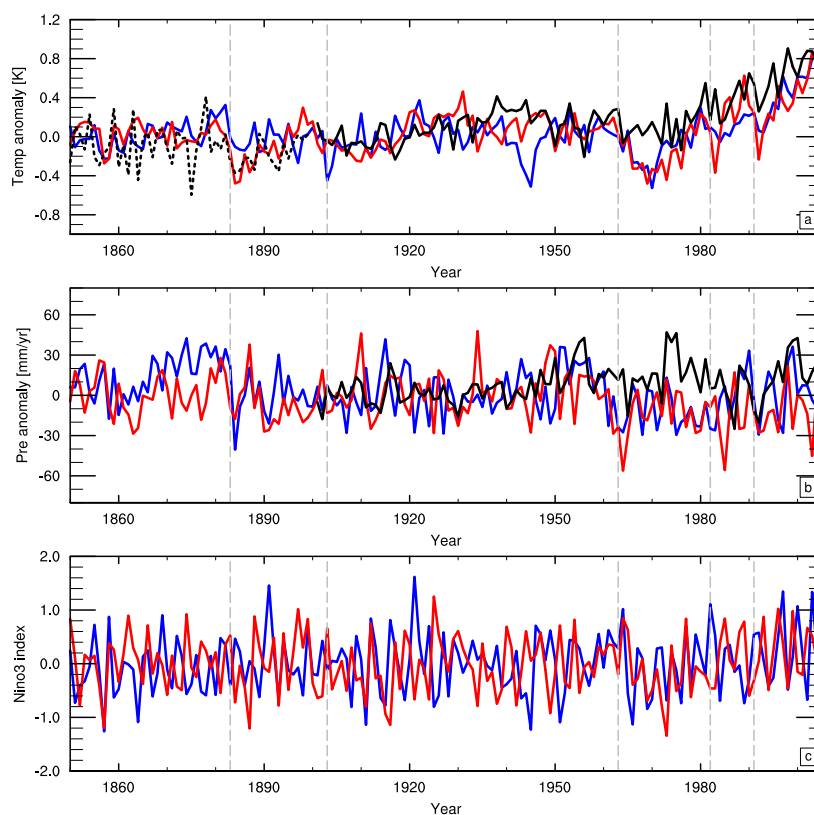 Temp anomaly [K]
1.2
0.8
0.4
0.0
-0.4
-0.8
a
1860 1890 1920 1950 1980
Year
Pre anomaly [mm/yr]
60
30
0
-30
-60
b
1860 1890 1920 1950 1980
Year
Nino3 index
2.0
1.0
0.0
-1.0
-2.0
c
1860 1890 1920 1950 1980
Year